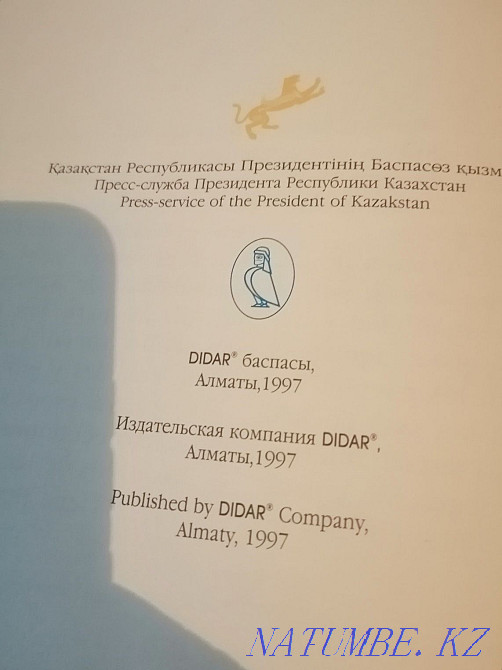 Қазақстан Республикасы Президентінің Баспасөз қызм
Пресс-служба Президента Республики Казахстан
Press-service of the President of Kazakstan
DIDAR® баспасы,
Алматы,1997
Издательская компания DIDAR®,
Алматы,1997
Published by DIDAR® Company,
Almaty, 1997
NATUMBE. KZ